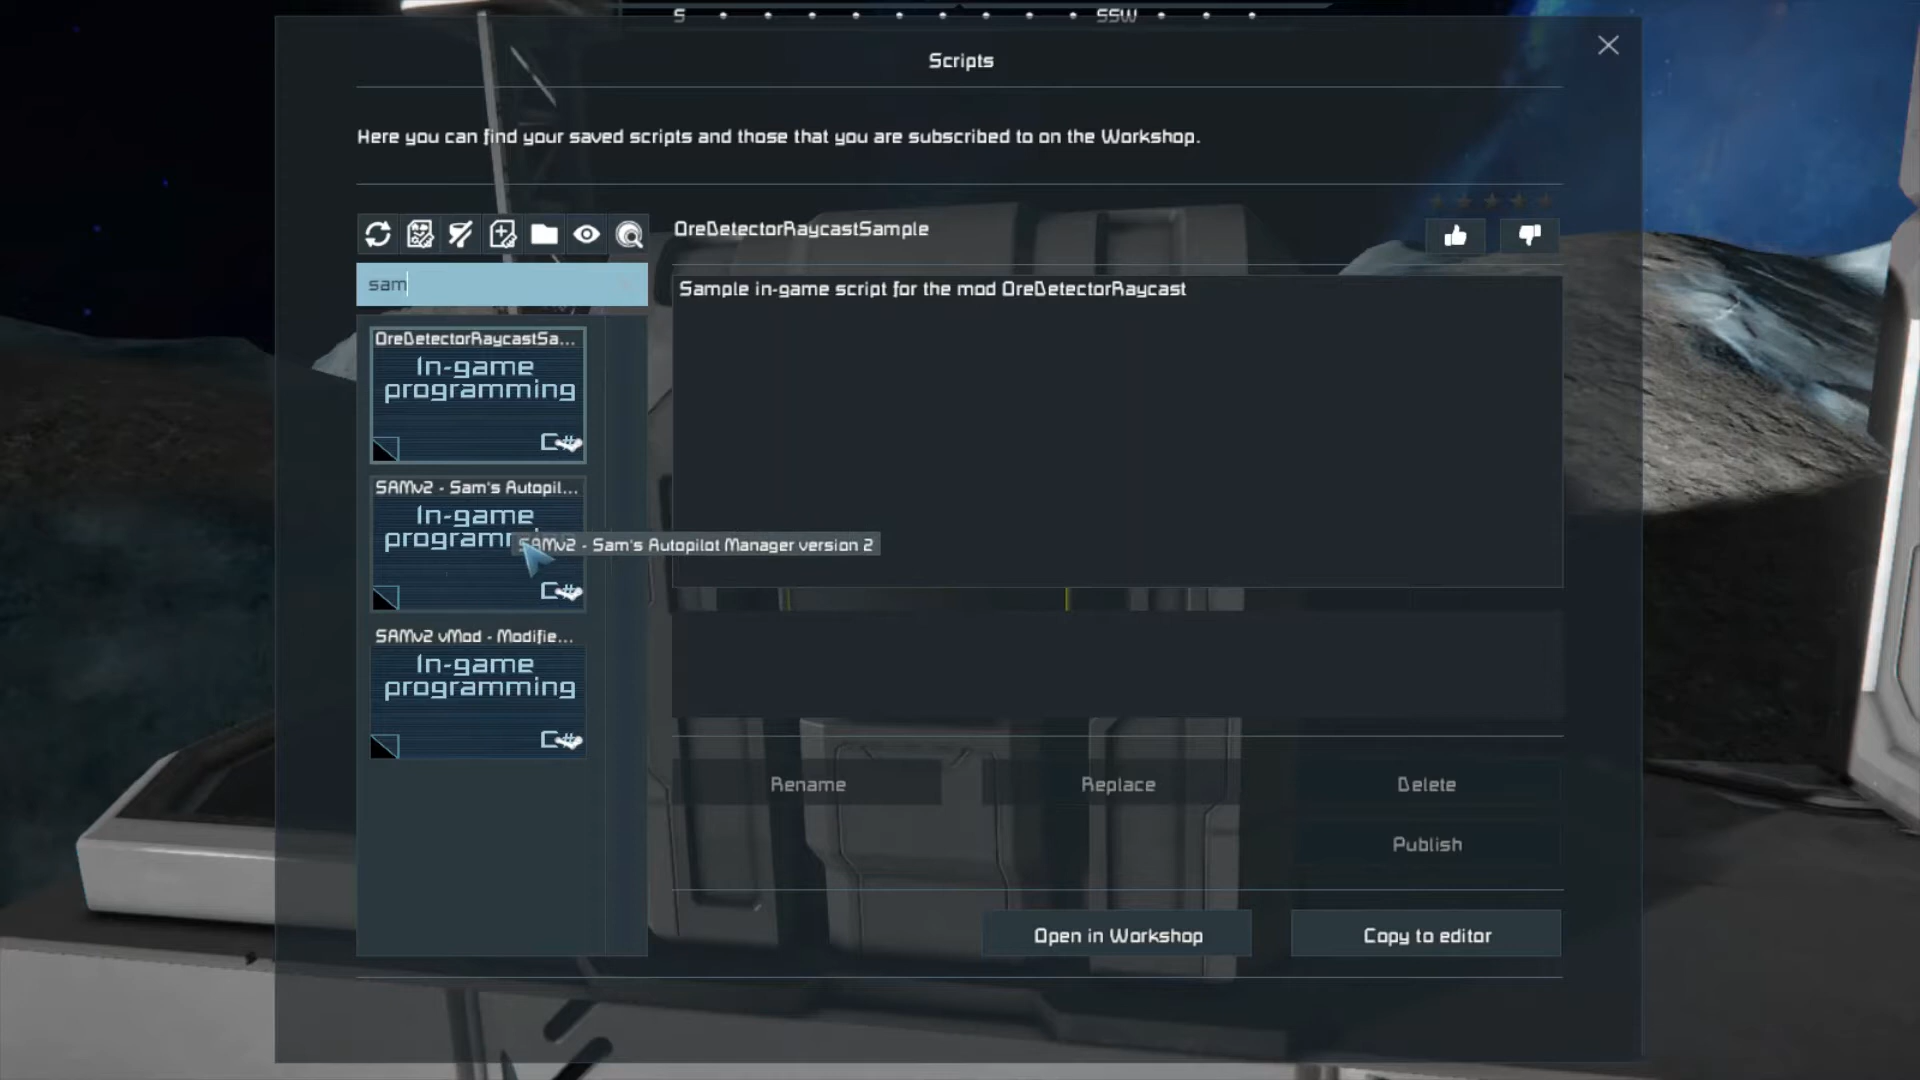 S
SSW
Scripts
Here you can find your saved scripts and those that you are subscribed to on the Workshop.
OreDetectorRaycastSample
sam
Sample in-game script for the mod OreDetectorRaycast
OreDetectorRaycastSa...
In-game
programming
C#
SAMv2 - Sam's Autopil...
In-game
SAMv2 - Sam's Autopilot Manager version 2
C#
SAMv2 vMod - Modifie...
In-game
programming
C#
Rename
Replace
Delete
Publish
Open in Workshop
Copy to editor